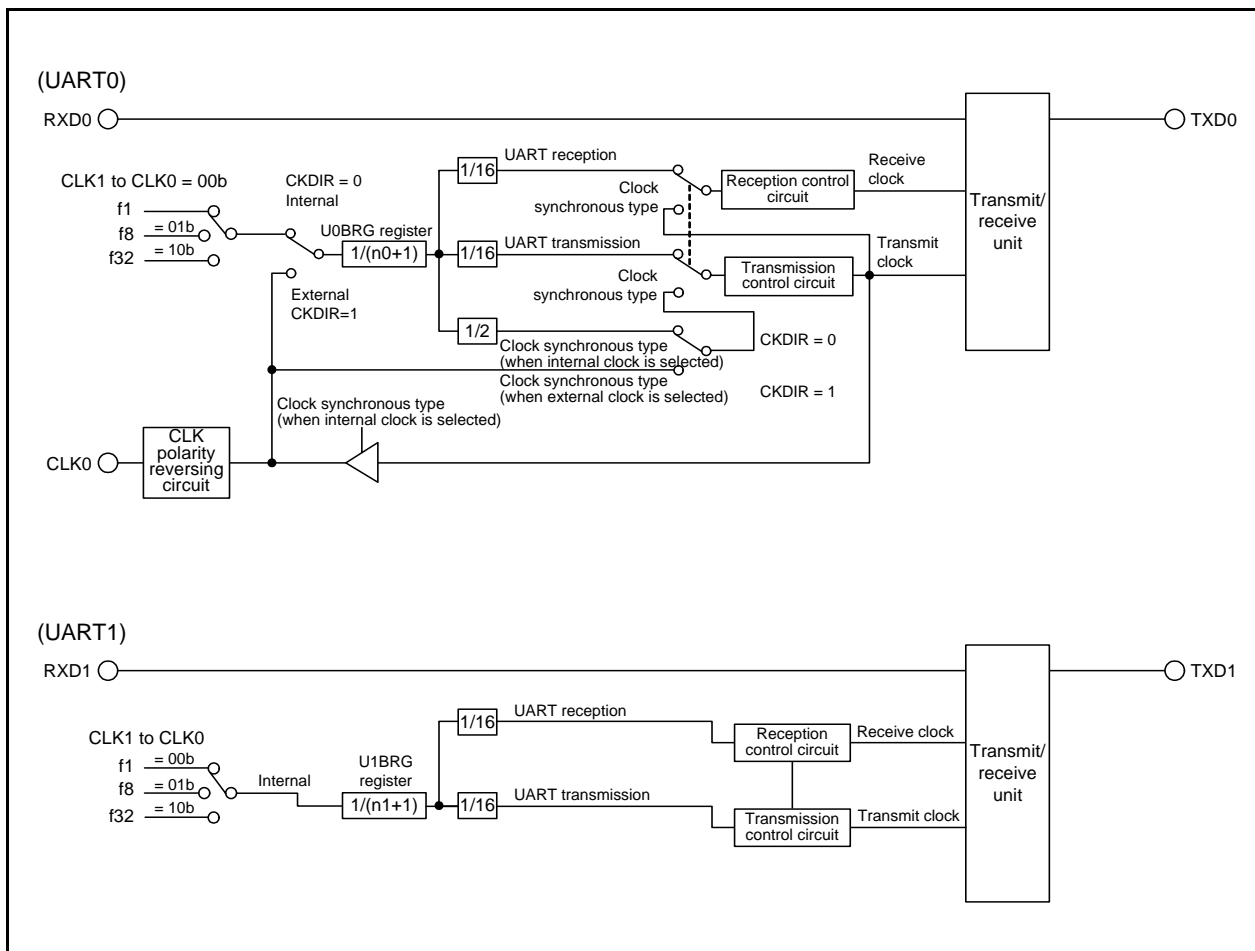 (UART0)
RXD0
TXD0
CLK1 to CLK0 = 00b
f1
f8
= 01b
f32
= 10b
CKDIR = 0
Internal
External
CKDIR=1
U0BRG register
1/(n0+1)
1/16
UART reception
Clock
synchronous type
Reception control
circuit
Receive
clock
1/16
UART transmission
Clock
synchronous type
Transmission
control circuit
Transmit
clock
Transmit/
receive
unit
1/2
Clock synchronous type
(when internal clock is selected)
CKDIR = 0
Clock synchronous type
(when external clock is selected)
CKDIR = 1
Clock synchronous type
(when internal clock is selected)
CLK0
CLK
polarity
reversing
circuit
(UART1)
RXD1
TXD1
CLK1 to CLK0
f1
= 00b
f8
= 01b
f32
= 10b
Internal
U1BRG
register
1/(n1+1)
1/16
UART reception
Reception
control circuit
Receive clock
1/16
UART transmission
Transmission
control circuit
Transmit clock
Transmit/
receive
unit